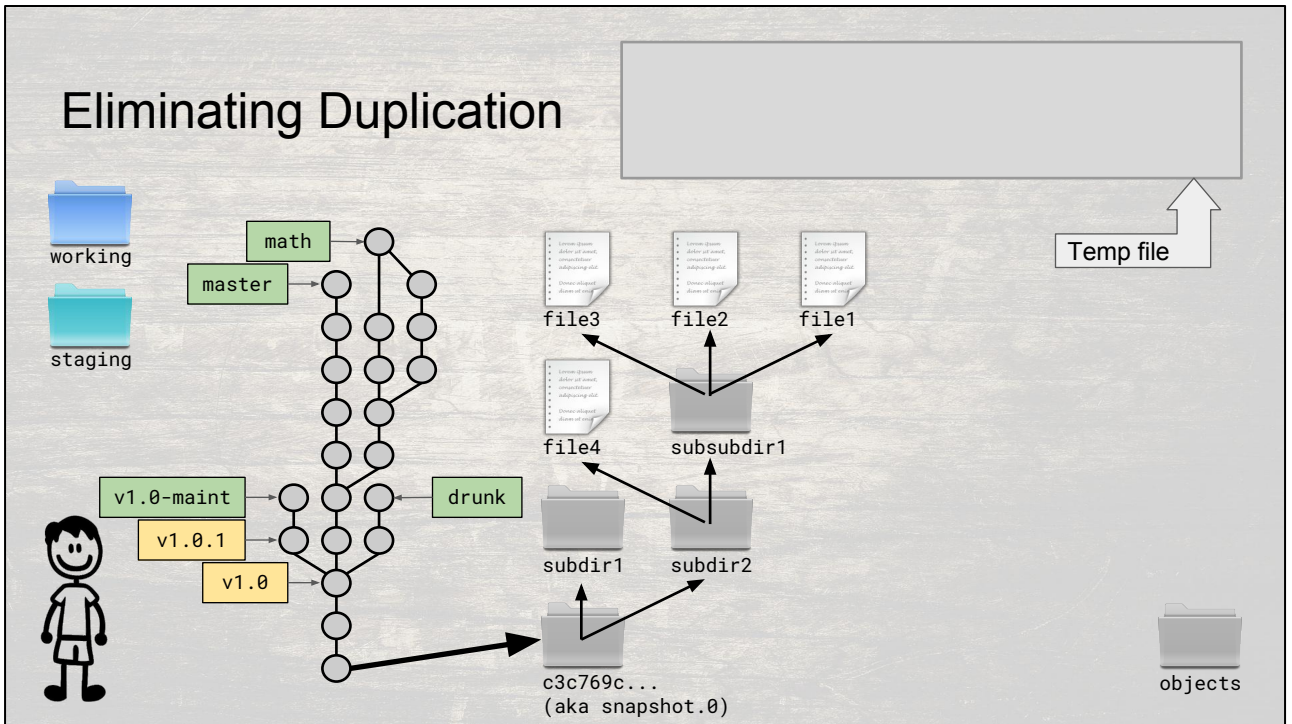 Eliminating Duplication
working
staging
math
master
v1.0-maint
v1.0.1
v1.0
drunk
Temp file
file3
file2
file1
file4
subsubdir1
subdir1
subdir2
c3c769c...
(aka snapshot.0)
objects